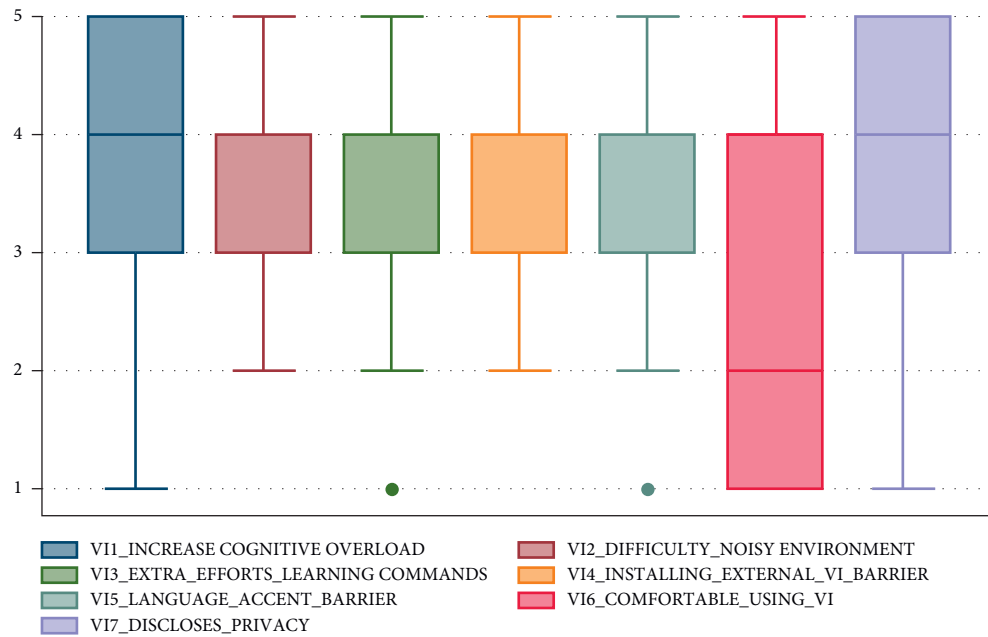 5
4
3
2
1
VI1_INCREASE COGNITIVE OVERLOAD
VI2_DIFFICULTY_NOISY ENVIRONMENT
VI3_EXTRA_EFFORTS_LEARNING COMMANDS
VI4_INSTALLING_EXTERNAL_VI_BARRIER
VI5_LANGUAGE_ACCENT_BARRIER
VI6_COMFORTABLE_USING_VI
VI7_DISCLOSES_PRIVACY